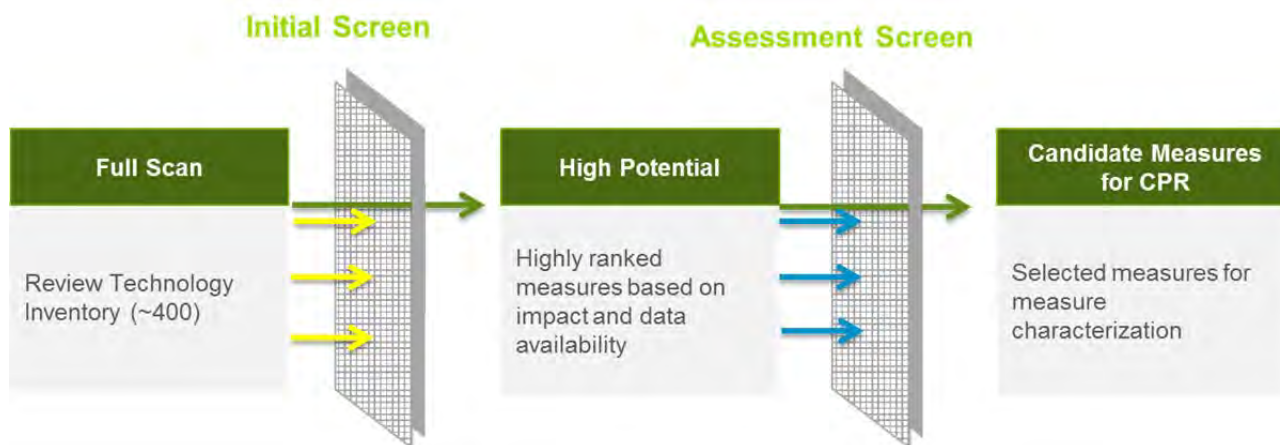 Initial Screen
Assessment Screen
Full Scan
Review Technology
Inventory (~400)
High Potential
Highly ranked
measures based on
impact and data
availability
Candidate Measures
for CPR
Selected measures for
measure
characterization